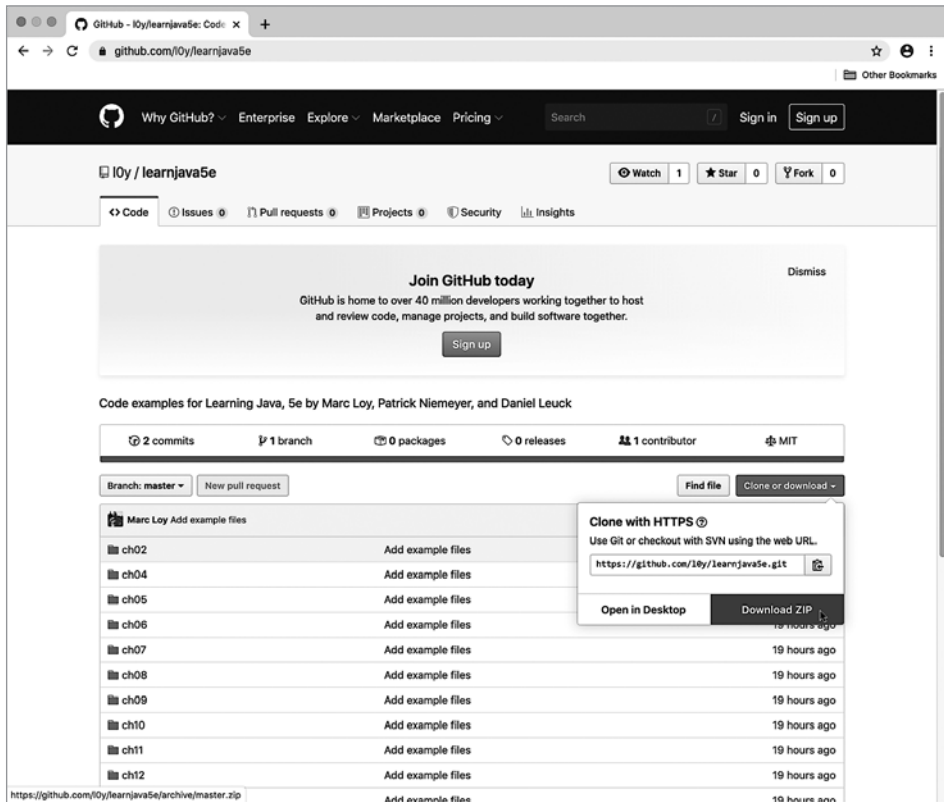 GitHub - l0y/learnjava5e: Code
github.com/l0y/learnjava5e
Other Bookmarks
Why GitHub? Enterprise Explore Marketplace Pricing Search / Sign in Sign up
l0y / learnjava5e
Watch 1 Star 0 Fork 0
Code Issues 0 Pull requests 0 Projects 0 Security Insights
Dismiss
Join GitHub today
GitHub is home to over 40 million developers working together to host
and review code, manage projects, and build software together.
Sign up
Code examples for Learning Java, 5e by Marc Loy, Patrick Niemeyer, and Daniel Leuck
2 commits 1 branch 0 packages 0 releases 1 contributor MIT
Branch: master New pull request Find file Clone or download
Marc Loy Add example files
Clone with HTTPS
Use Git or checkout with SVN using the web URL.
https://github.com/l0y/learnjava5e.git
Open in Desktop Download ZIP
ch02 Add example files
ch04 Add example files
ch05 Add example files
ch06 Add example files 19 hours ago
ch07 Add example files 19 hours ago
ch08 Add example files 19 hours ago
ch09 Add example files 19 hours ago
ch10 Add example files 19 hours ago
ch11 Add example files 19 hours ago
ch12 Add example files 19 hours ago
Add example files 19 hours ago
https://github.com/l0y/learnjava5e/archive/master.zip